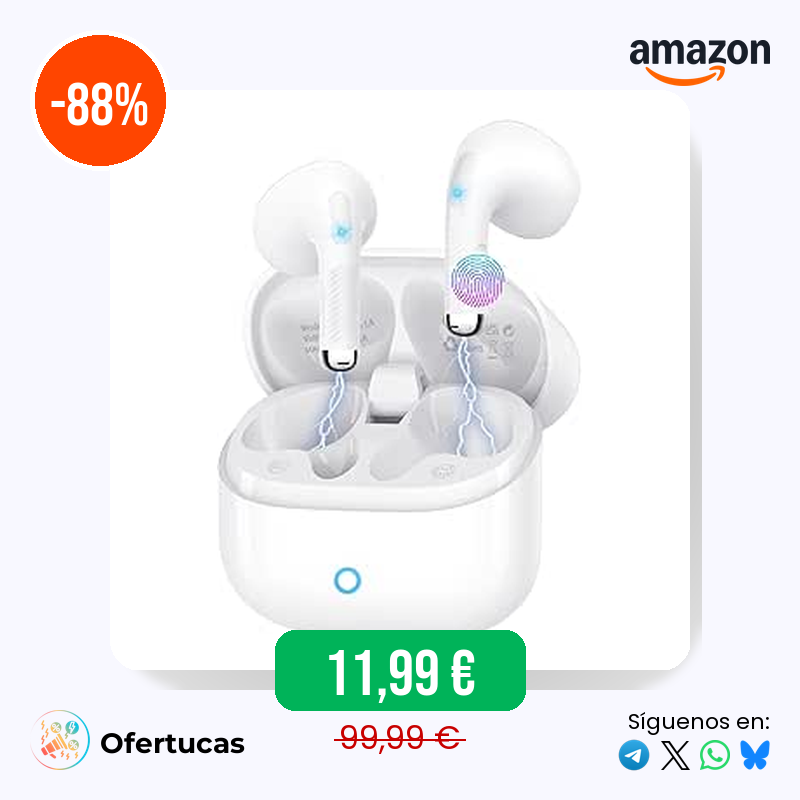 -88%
amazon
11,99 €
99,99 €
Ofertucas
Síguenos en: